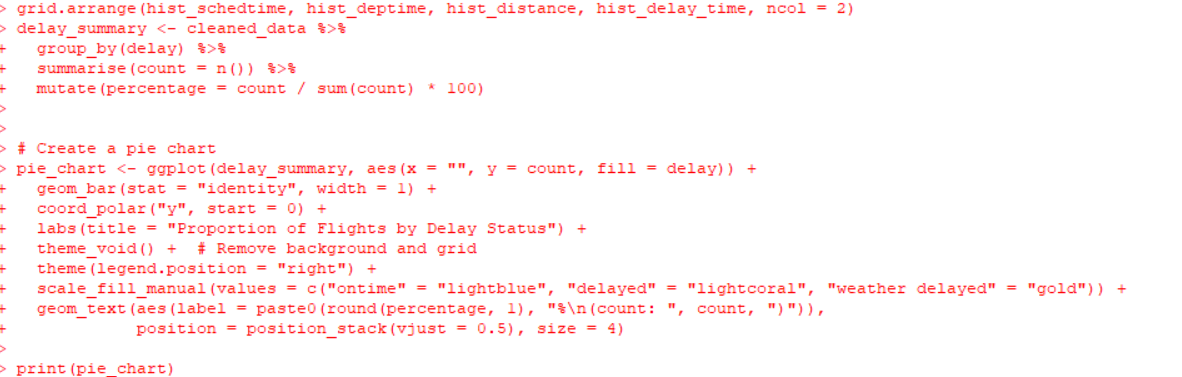 > grid.arrange(hist_schedtime, hist_deptime, hist_distance, hist_delay_time, ncol = 2)
> delay_summary <- cleaned_data %>%
+   group_by(delay) %>%
+   summarise(count = n()) %>%
+   mutate(percentage = count / sum(count) * 100)
>
>
> # Create a pie chart
> pie_chart <- ggplot(delay_summary, aes(x = "", y = count, fill = delay)) +
+   geom_bar(stat = "identity", width = 1) +
+   coord_polar("y", start = 0) +
+   labs(title = "Proportion of Flights by Delay Status") +
+   theme_void() +  # Remove background and grid
+   theme(legend.position = "right") +
+   scale_fill_manual(values = c("ontime" = "lightblue", "delayed" = "lightcoral", "weather delayed" = "gold")) +
+   geom_text(aes(label = paste0(round(percentage, 1), "%\n(count: ", count, ")")),
+             position = position_stack(vjust = 0.5), size = 4)
>
> print(pie_chart)